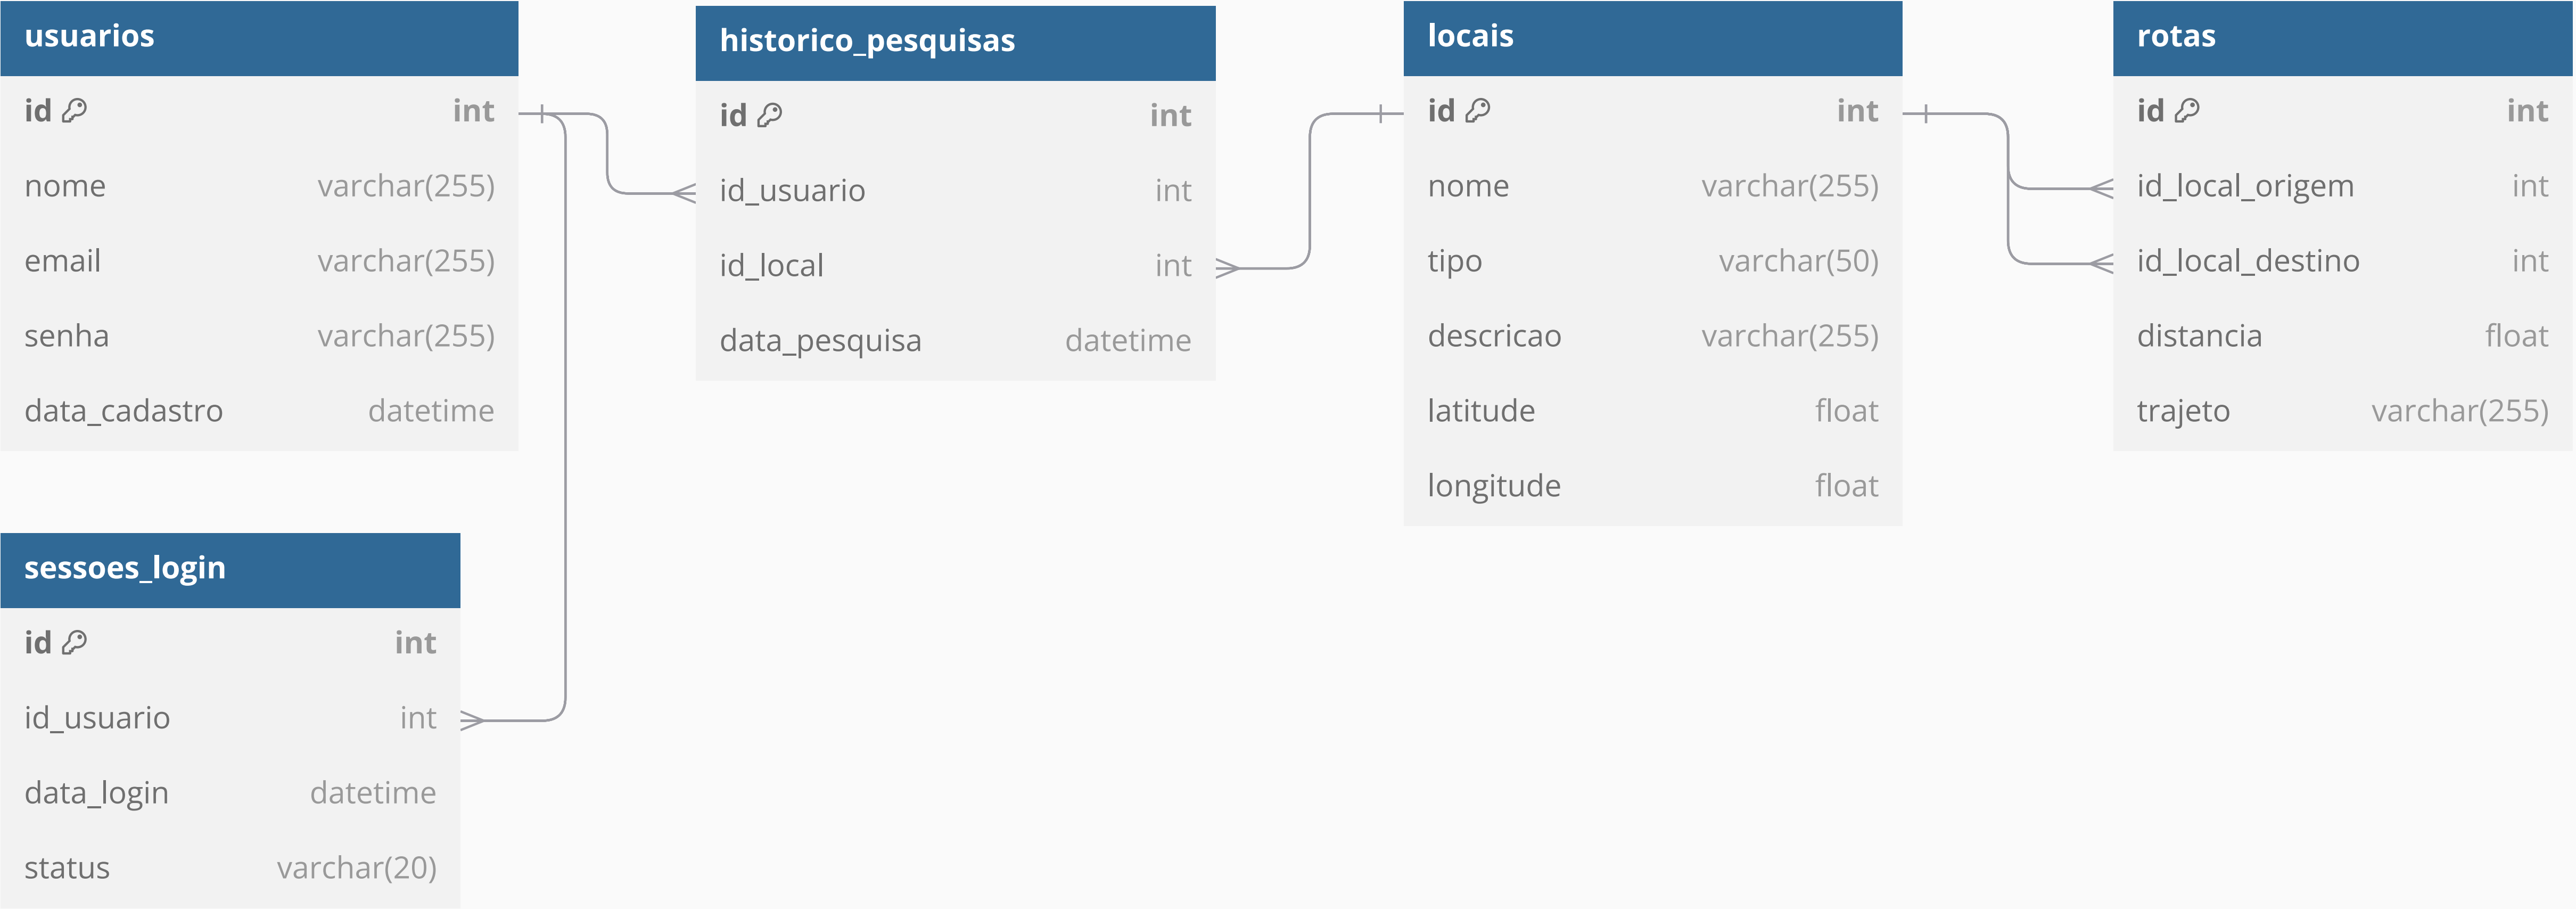 usuarios
id int
nome varchar(255)
email varchar(255)
senha varchar(255)
data_cadastro datetime
historico_pesquisas
id int
id_usuario int
id_local int
data_pesquisa datetime
locais
id int
nome varchar(255)
tipo varchar(50)
descricao varchar(255)
latitude float
longitude float
rotas
id int
id_local_origem int
id_local_destino int
distancia float
trajeto varchar(255)
sessoes_login
id int
id_usuario int
data_login datetime
status varchar(20)